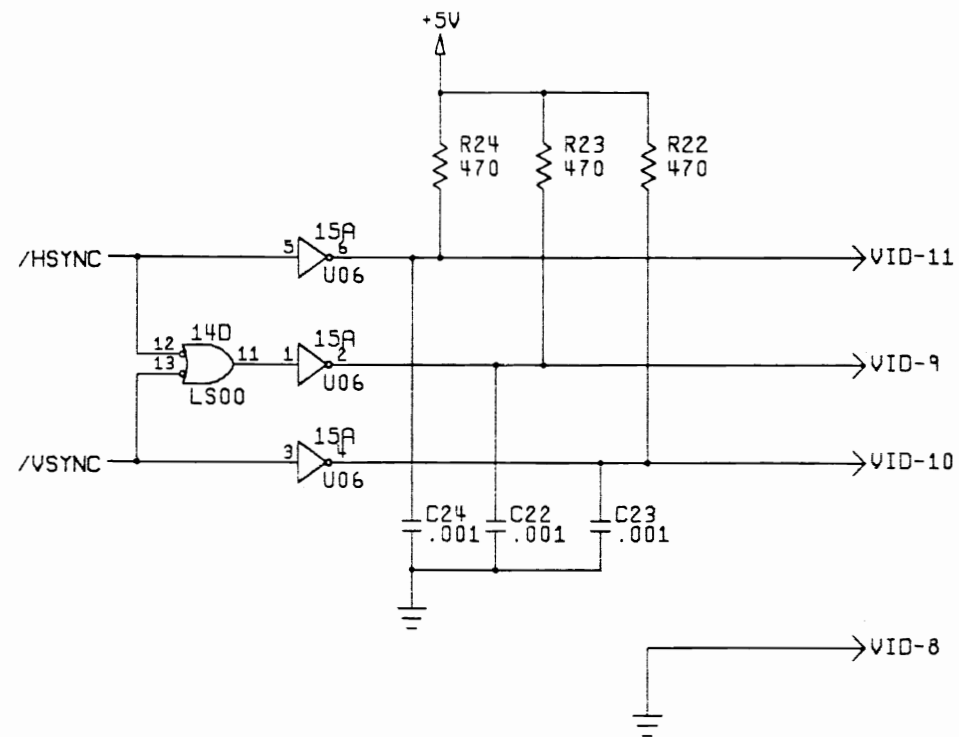 +5V
R24
470
R23
470
R22
470
/HSYNC
5
15A
6
U06
VID-11
14D
12
13
11
LS00
1
15A
2
U06
VID-9
/VSYNC
3
15A
4
U06
VID-10
C24
.001
C22
.001
C23
.001
VID-8